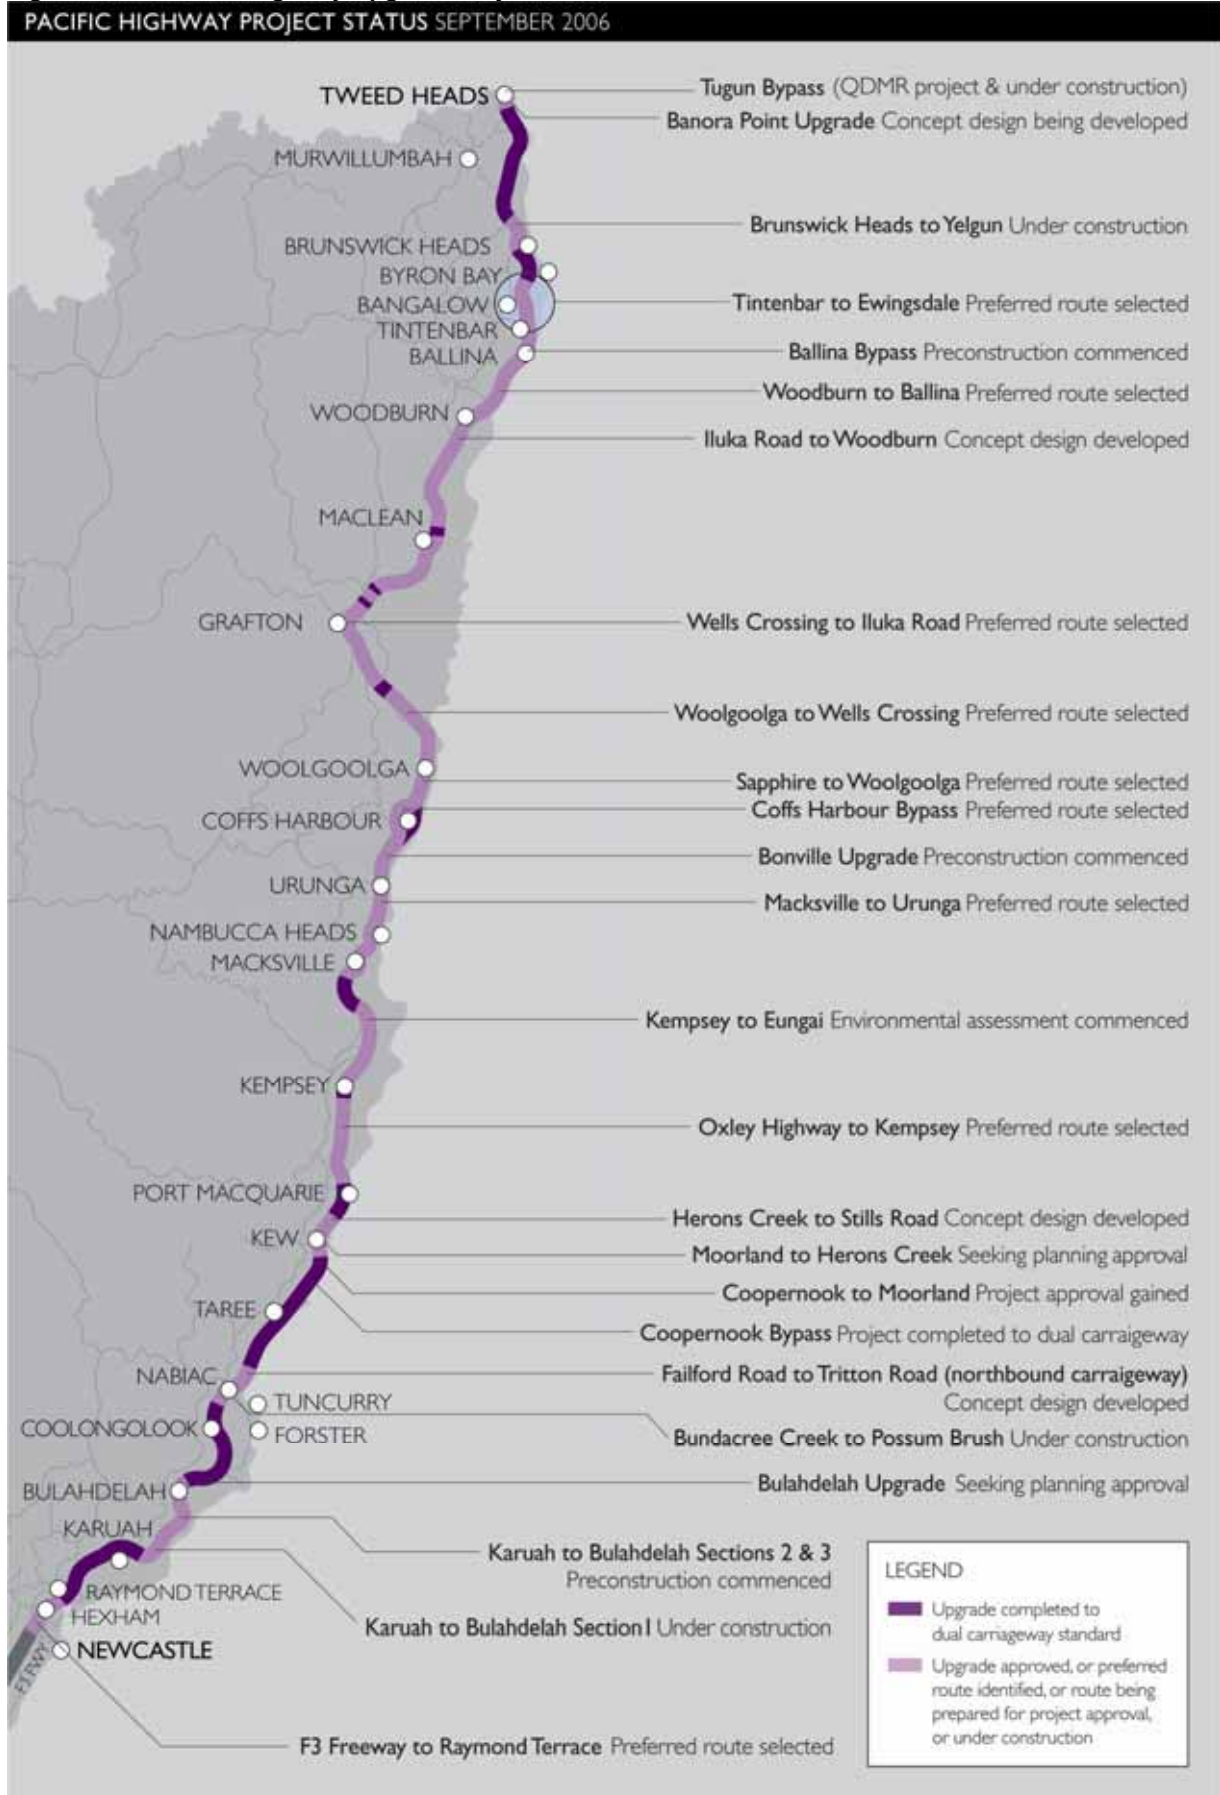 PACIFIC HIGHWAY PROJECT STATUS SEPTEMBER 2006
TWEED HEADS
Tugun Bypass (QDMR project & under construction)
Banora Point Upgrade Concept design being developed
MURWILLUMBAH
Brunswick Heads to Yelgun Under construction
BRUNSWICK HEADS
BYRON BAY
BANGALOW
Tintenbar to Ewingsdale Preferred route selected
TINTENBAR
BALLINA
Ballina Bypass Preconstruction commenced
Woodburn to Ballina Preferred route selected
WOODBURN
Iluka Road to Woodburn Concept design developed
MACLEAN
GRAFTON
Wells Crossing to Iluka Road Preferred route selected
Woolgoolga to Wells Crossing Preferred route selected
WOOLGOOLGA
Sapphire to Woolgoolga Preferred route selected
Coffs Harbour Bypass Preferred route selected
COFFS HARBOUR
Bonville Upgrade Preconstruction commenced
URUNGA
Macksville to Urunga Preferred route selected
NAMBUCCA HEADS
MACKSVILLE
Kempsey to Eungai Environmental assessment commenced
KEMPSEY
Oxley Highway to Kempsey Preferred route selected
PORT MACQUARIE
Herons Creek to Stills Road Concept design developed
KEW
Moorland to Herons Creek Seeking planning approval
Coopernook to Moorland Project approval gained
TAREE
Coopernook Bypass Project completed to dual carraigeway
NABIAC
Failford Road to Tritton Road (northbound carraigeway)
Concept design developed
TUNCURRY
COOLONGOLOOK
FORSTER
Bundacree Creek to Possum Brush Under construction
Bulahdelah Upgrade Seeking planning approval
BULAHDELAH
KARUAH
Karuah to Bulahdelah Sections 2 & 3
Preconstruction commenced
RAYMOND TERRACE
HEXHAM
Karuah to Bulahdelah Section1 Under construction
NEWCASTLE
F3 FWY
F3 Freeway to Raymond Terrace Preferred route selected
LEGEND
Upgrade completed to
dual carriageway standard
Upgrade approved, or preferred
route identified, or route being
prepared for project approval,
or under construction